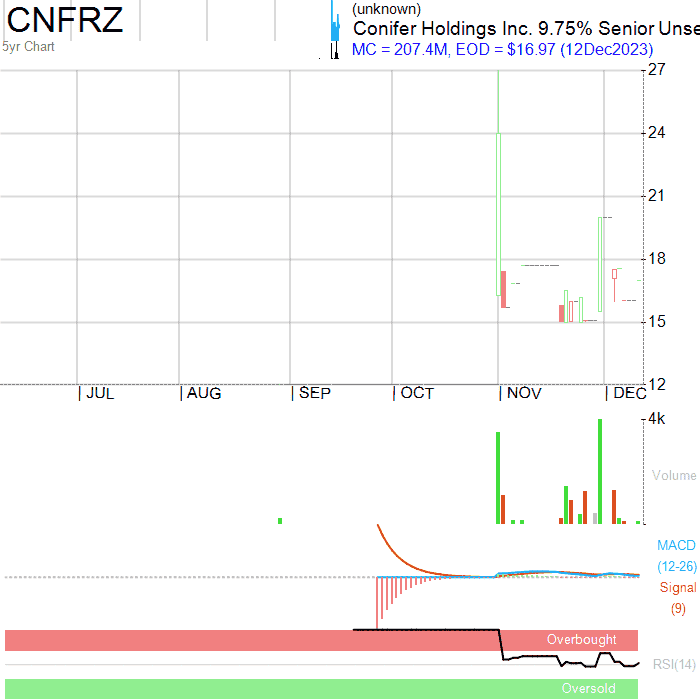 CNFRZ
(unknown)
Conifer Holdings Inc. 9.75% Senior Unse
5yr Chart
MC = 207.4M, EOD = $16.97 (12Dec2023)
27
24
21
18
15
12
JUL AUG SEP OCT NOV DEC
4k
Volume
MACD
(12-26)
Signal
(9)
Overbought
RSI(14)
Oversold